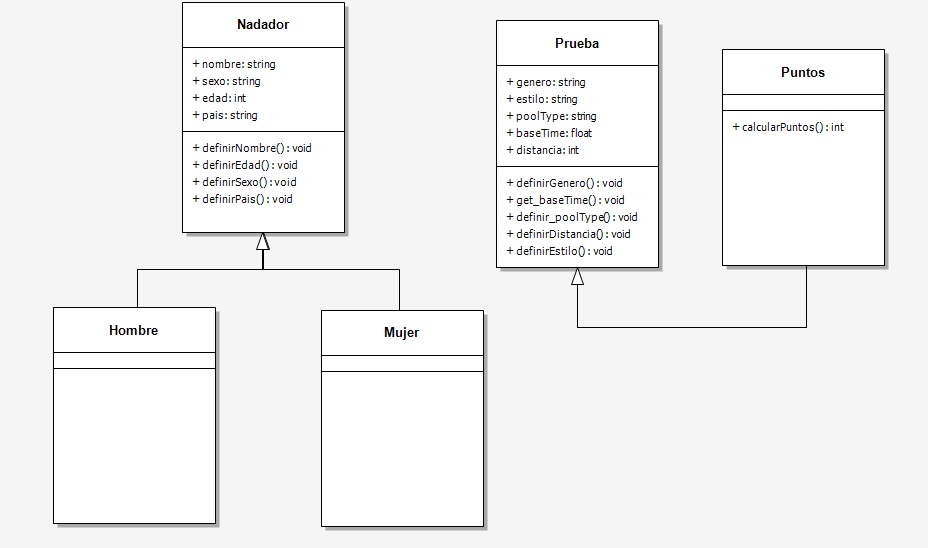 Nadador
+ nombre: string
+ sexo: string
+ edad: int
+ pais: string
+ definirNombre() : void
+ definirEdad() : void
+ definirSexo() : void
+ definirPais() : void
Prueba
+ genero: string
+ estilo: string
+ poolType: string
+ baseTime: float
+ distancia: int
+ definirGenero() : void
+ get_baseTime() : void
+ definir_poolType() : void
+ definirDistancia() : void
+ definirEstilo() : void
Puntos
+ calcularPuntos() : int
Hombre
Mujer